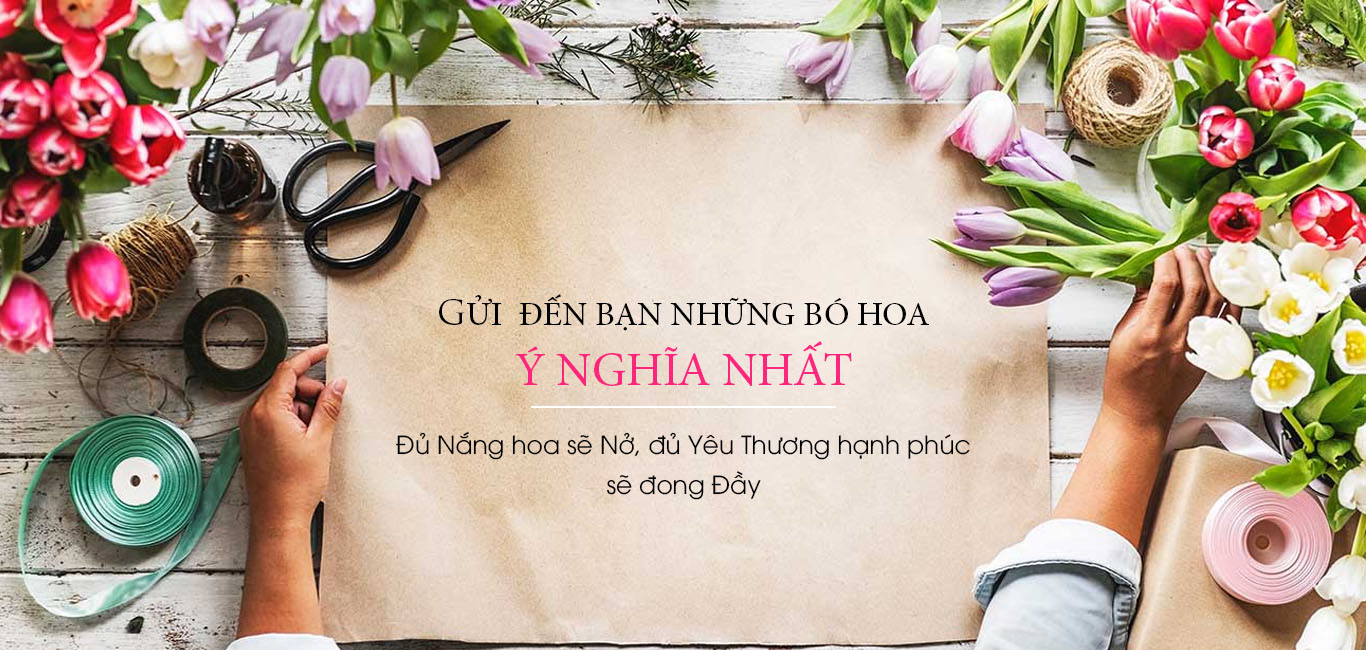 GỬI ĐẾN BẠN NHỮNG BÓ HOA
Ý NGHĨA NHẤT
Đủ Nắng hoa sẽ Nở, đủ Yêu Thương hạnh phúc
sẽ đong Đầy